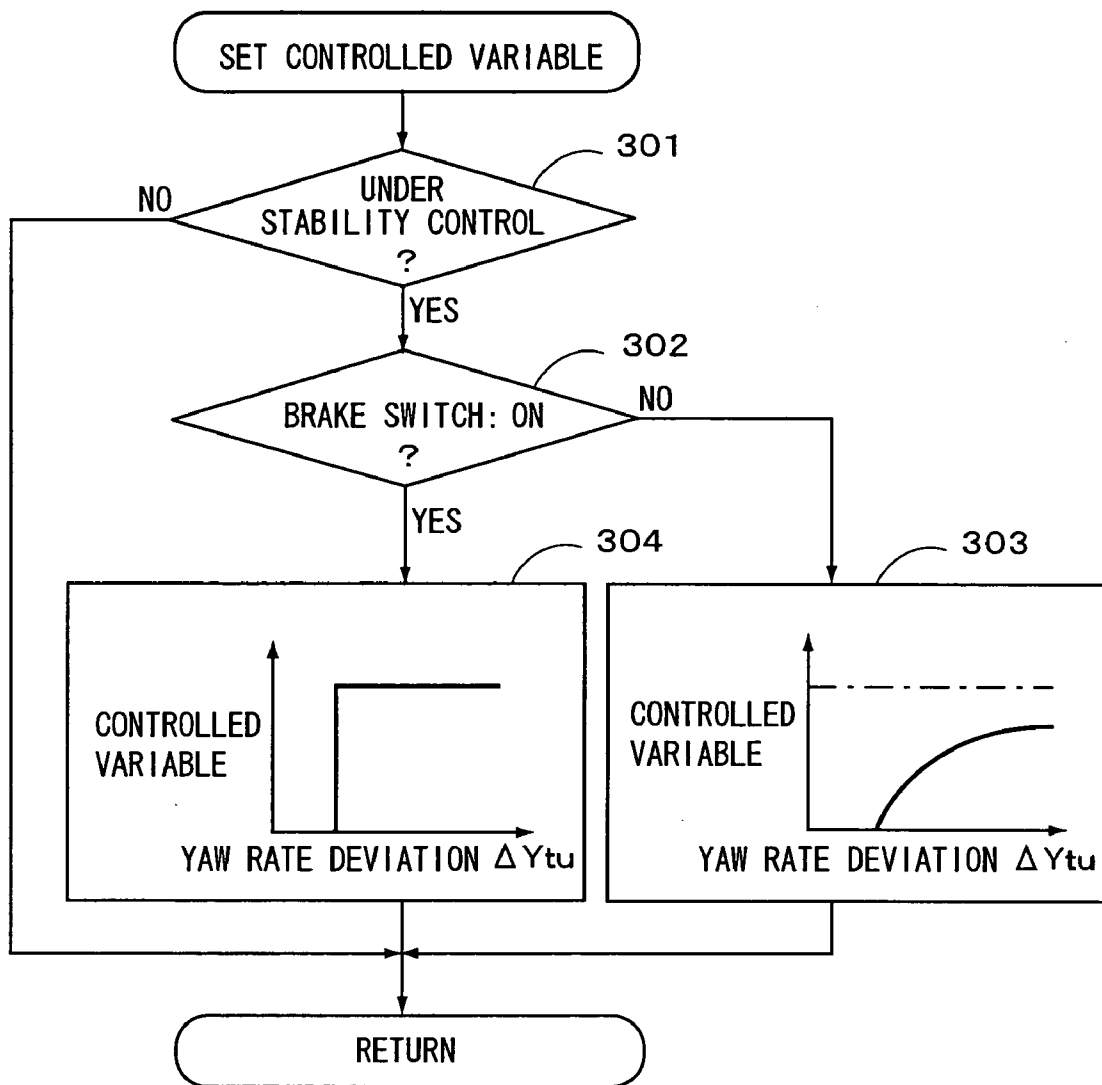 SET CONTROLLED VARIABLE
301
UNDER
STABILITY CONTROL
?
NO
YES
302
BRAKE SWITCH: ON
?
NO
YES
304
CONTROLLED
VARIABLE
YAW RATE DEVIATION ΔYtu
303
CONTROLLED
VARIABLE
YAW RATE DEVIATION ΔYtu
RETURN